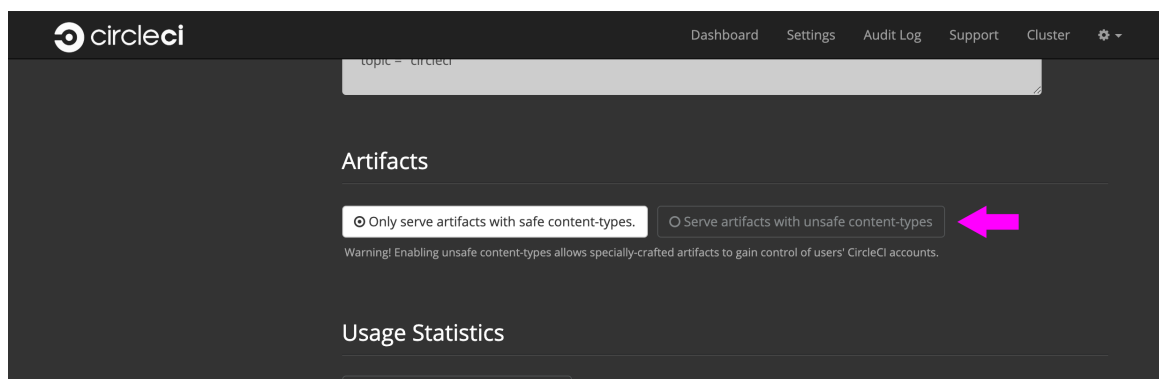 circleci
Dashboard Settings Audit Log Support Cluster
topic = "circleci"
Artifacts
Only serve artifacts with safe content-types. Serve artifacts with unsafe content-types
Warning! Enabling unsafe content-types allows specially-crafted artifacts to gain control of users' CircleCI accounts.
Usage Statistics